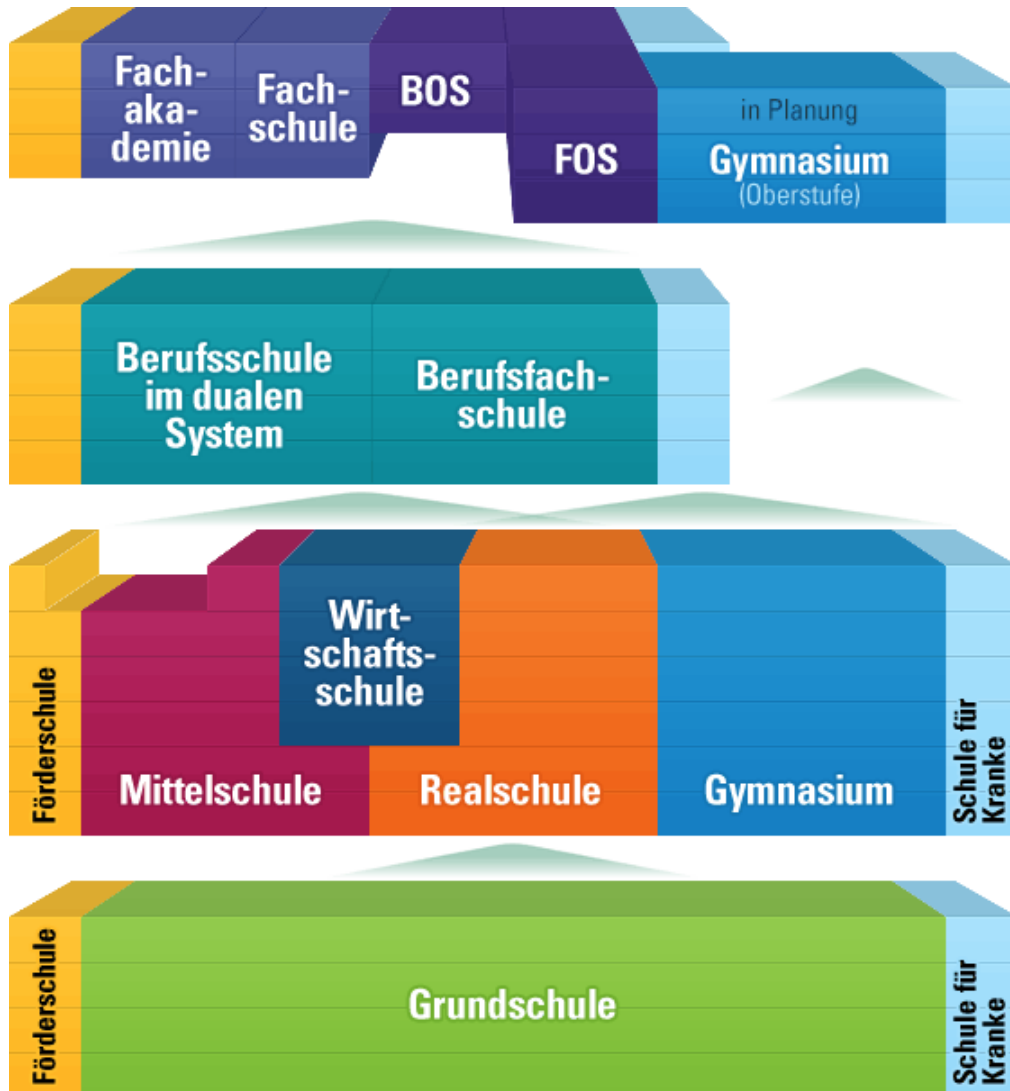 Fach-
aka-
demie
Fach-
schule
BOS
FOS
in Planung
Gymnasium
(Oberstufe)
Berufsschule
im dualen
System
Berufsfach-
schule
Förderschule
Mittelschule
Wirt-
schafts-
schule
Realschule
Gymnasium
Schule für
Kranke
Förderschule
Grundschule
Schule für
Kranke